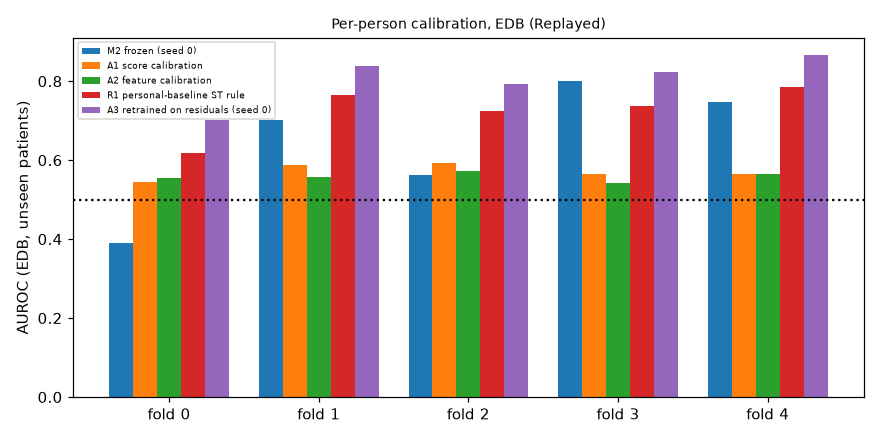 Per-person calibration, EDB (Replayed)
M2 frozen (seed 0)
A1 score calibration
A2 feature calibration
R1 personal-baseline ST rule
A3 retrained on residuals (seed 0)
AUROC (EDB, unseen patients)
0.8
0.6
0.4
0.2
0.0
fold 0
fold 1
fold 2
fold 3
fold 4